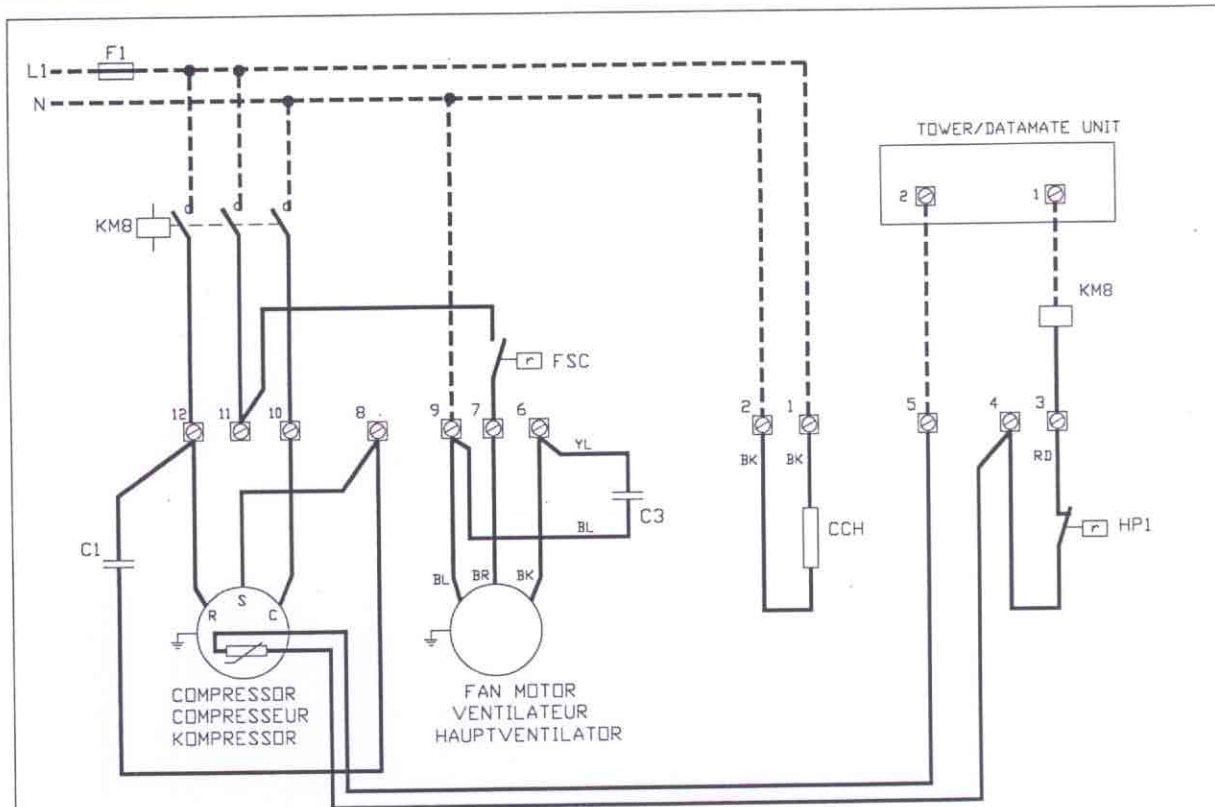 F1
L1
N
TOWER/DATAMATE UNIT
2 1
KM8
KM8
FSC
12 11 10 8 9 7 6 2 1 5 4 3
YL
BK BK RD
C3
BL
CCH
HP1
C1
BL BR BK
S
R C
r
r
COMPRESSOR
COMPRESSEUR
KOMPRESSOR
FAN MOTOR
VENTILATEUR
HAUPTVENTILATOR